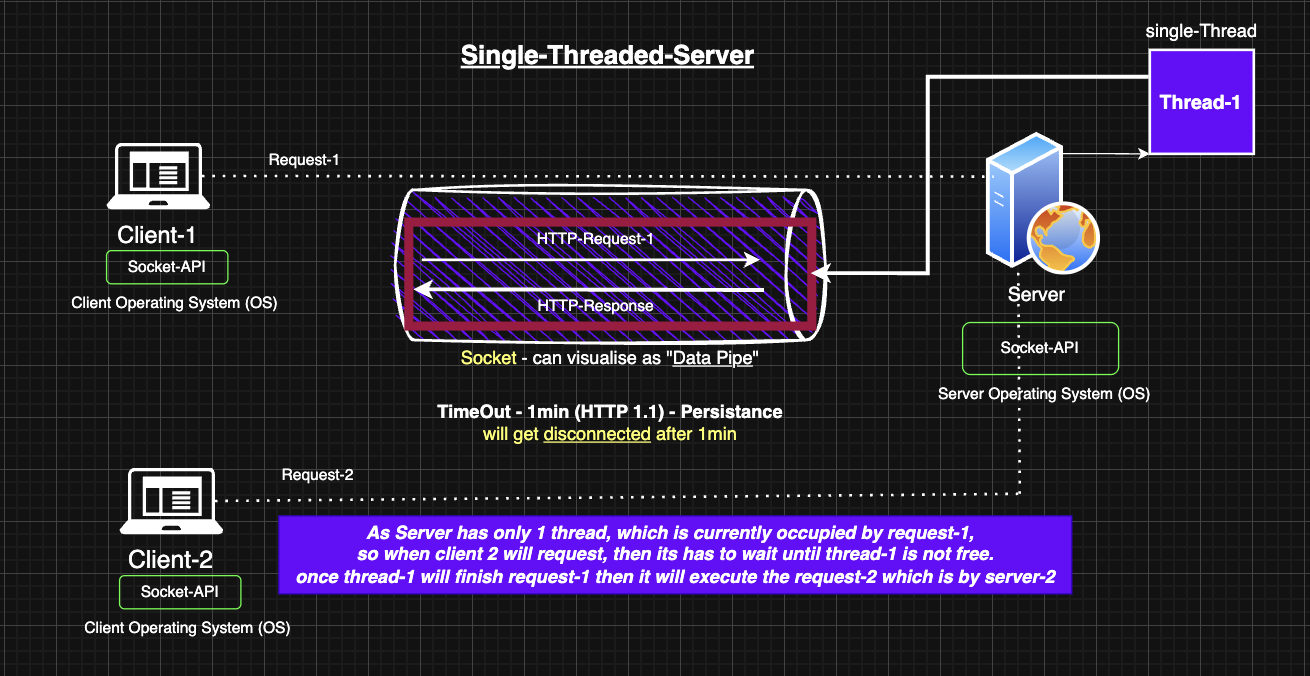 single-Thread
Single-Threaded-Server
Thread-1
Request-1
Client-1
Socket-API
Client Operating System (OS)
HTTP-Request-1
HTTP-Response
Socket - can visualise as "Data Pipe"
Server
Socket-API
Server Operating System (OS)
TimeOut - 1min (HTTP 1.1) - Persistance
will get disconnected after 1min
Request-2
Client-2
Socket-API
Client Operating System (OS)
As Server has only 1 thread, which is currently occupied by request-1,
so when client 2 will request, then its has to wait until thread-1 is not free.
once thread-1 will finish request-1 then it will execute the request-2 which is by server-2